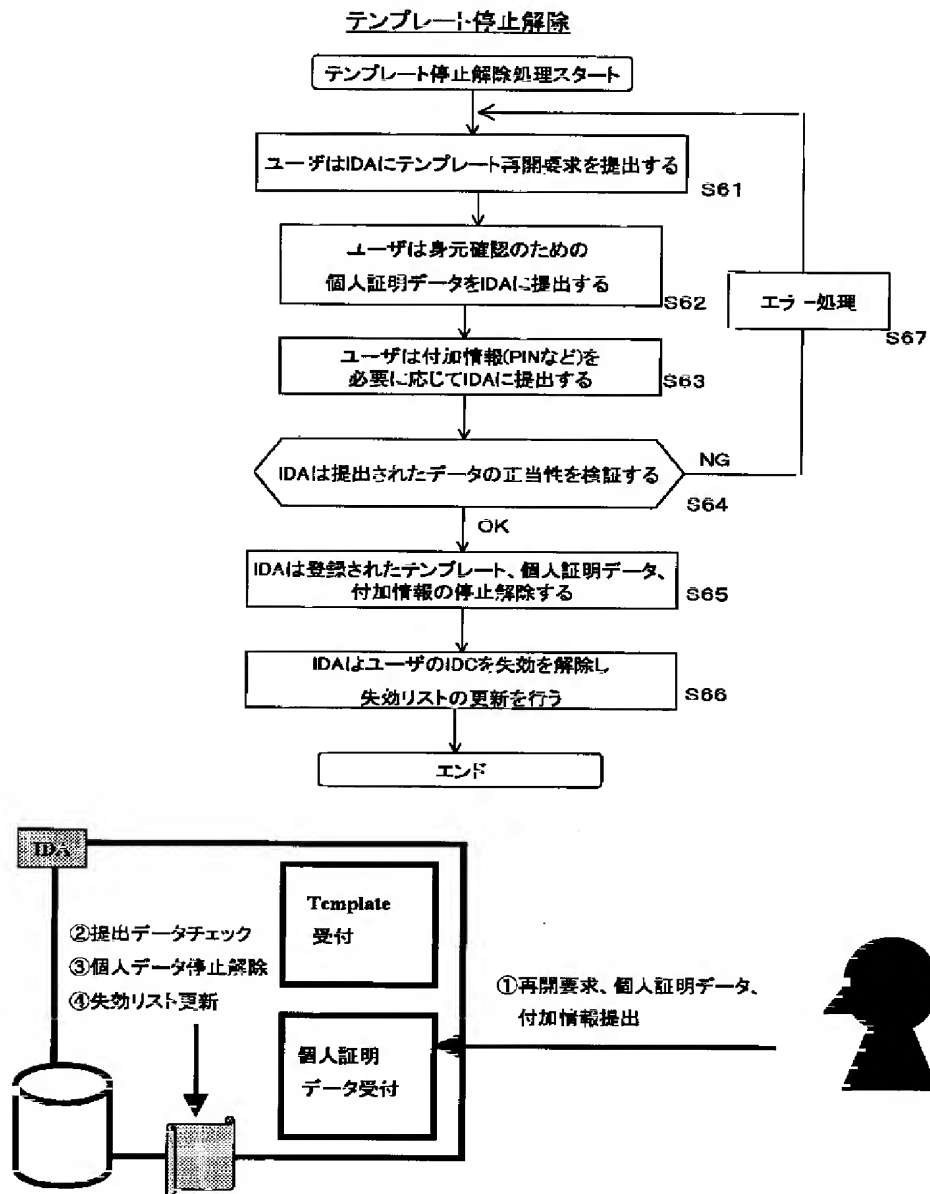 テンプレート停止解除
テンプレート停止解除処理スタート
ユーザはIDAにテンプレート再開要求を提出する
S61
ユーザは身元確認のための
個人証明データをIDAに提出する
S62
エラー処理
S67
ユーザは付加情報(PINなど)を
必要に応じてIDAに提出する
S63
IDAは提出されたデータの正当性を検証する
NG
S64
OK
IDAは登録されたテンプレート、個人証明データ、
付加情報の停止解除する
S65
IDAはユーザのIDCを失効を解除し
失効リストの更新を行う
S66
エンド
IDA
Template
受付
②提出データチェック
③個人データ停止解除
④失効リスト更新
①再開要求、個人証明データ、
付加情報提出
個人証明
データ受付